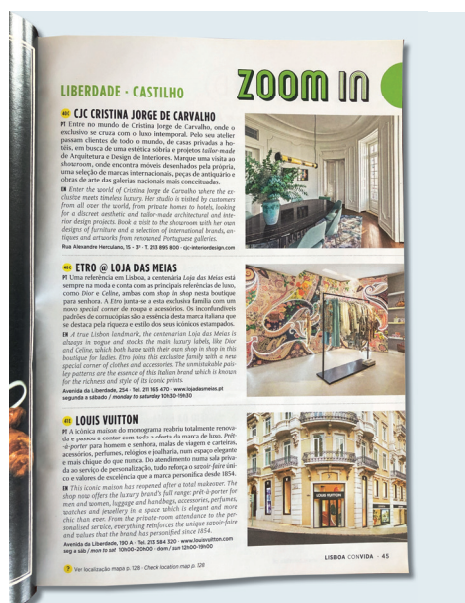 ZOOM IN
LIBERDADE - CASTILHO
CJC CRISTINA JORGE DE CARVALHO
PT Entre no mundo de Cristina Jorge de Carvalho, onde o
exclusivo se cruza com o luxo intemporal. Pelo seu atelier
passam clientes de todo o mundo, de casas privadas a ho-
téis, em busca de uma estética sóbria e projetos tailor-made
de Arquitetura e Design de Interiores. Marque uma visita ao
showroom, onde encontra móveis desenhados pela própria,
uma seleção de marcas internacionais, peças de antiquário e
obras de arte das galerias nacionais mais conceituadas.
EN Enter the world of Cristina Jorge de Carvalho where the ex-
clusive meets timeless luxury. Her studio is visited by customers
from all over the world, from private homes to hotels, looking
for a discreet aesthetic and tailor-made architectural and inte-
rior design projects. Book a visit to the showroom with her own
designs of furniture and a selection of international brands, an-
tiques and artworks from renowned Portuguese galleries.
Rua Alexandre Herculano, 15 - 3º · T. 213 895 800 · cjc-interiordesign.com
ETRO @ LOJA DAS MEIAS
PT Uma referência em Lisboa, a centenária Loja das Meias está
sempre na moda e conta com as principais referências de luxo,
como Dior e Celine, ambas com shop in shop nesta boutique
para senhora. A Etro junta-se a esta exclusiva família com um
novo special corner de roupa e acessórios. Os inconfundíveis
padrões de cornucópias são a essência desta marca italiana que
se destaca pela riqueza e estilo dos seus icónicos estampados.
EN A true Lisbon landmark, the centenarian Loja das Meias is
always in vogue and stocks the main luxury labels, like Dior
and Celine, which both have their own shop in shop in this
boutique for ladies. Etro joins this exclusive family with a new
special corner of clothes and accessories. The unmistakable pais-
ley patterns are the essence of this Italian brand which is known
for the richness and style of its iconic prints.
Avenida da Liberdade, 254 · Tel. 211 165 470 · www.lojadasmeias.pt
segunda a sábado / monday to saturday 10h30-19h30
LOUIS VUITTON
PT A icónica maison do monograma reabriu totalmente renova-
da e passou a contar com toda a oferta da marca de luxo. Prêt-
à-porter para homem e senhora, malas de viagem e carteiras,
acessórios, perfumes, relógios e joalharia, num espaço elegante
e mais chique do que nunca. Do atendimento numa sala priva-
da ao serviço de personalização, tudo reforça o savoir-faire úni-
co e valores de excelência que a marca personifica desde 1854.
EN This iconic maison has reopened after a total makeover. The
shop now offers the luxury brand's full range: prêt-à-porter for
men and women, luggage and handbags, accessories, perfumes,
watches and jewellery in a space which is elegant and more
chic than ever. From the private-room attendance to the per-
sonalised service, everything reinforces the unique savoir-faire
and values that the brand has personified since 1854.
Avenida da Liberdade, 190 A · Tel. 213 584 320 · www.louisvuitton.com
seg a sáb / mon to sat 10h00-20h00 · dom / sun 12h00-19h00
LOUIS VUITTON
Ver localização mapa p. 128 · Check location map p. 128
LISBOA CONVIDA · 45